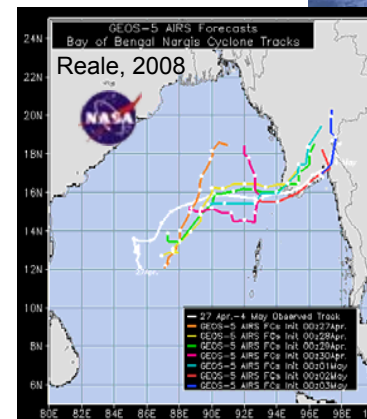 GEOS-5 AIRS Forecasts
Bay of Bengal Nargis Cyclone Tracks
Reale, 2008
NASA
24N
22N
20N
18N
16N
14N
12N
10N
8N
6N
May
27Apr.
27 Apr.-4 May Observed Track
GEOS-5 AIRS FCs Init 00z27Apr.
GEOS-5 AIRS FCs Init 00z28Apr.
GEOS-5 AIRS FCs Init 00z29Apr.
GEOS-5 AIRS FCs Init 00z30Apr.
GEOS-5 AIRS FCs Init 00z01May
GEOS-5 AIRS FCs Init 00z02May
GEOS-5 AIRS FCs Init 00z03May
80E 82E 84E 86E 88E 90E 92E 94E 96E 98E